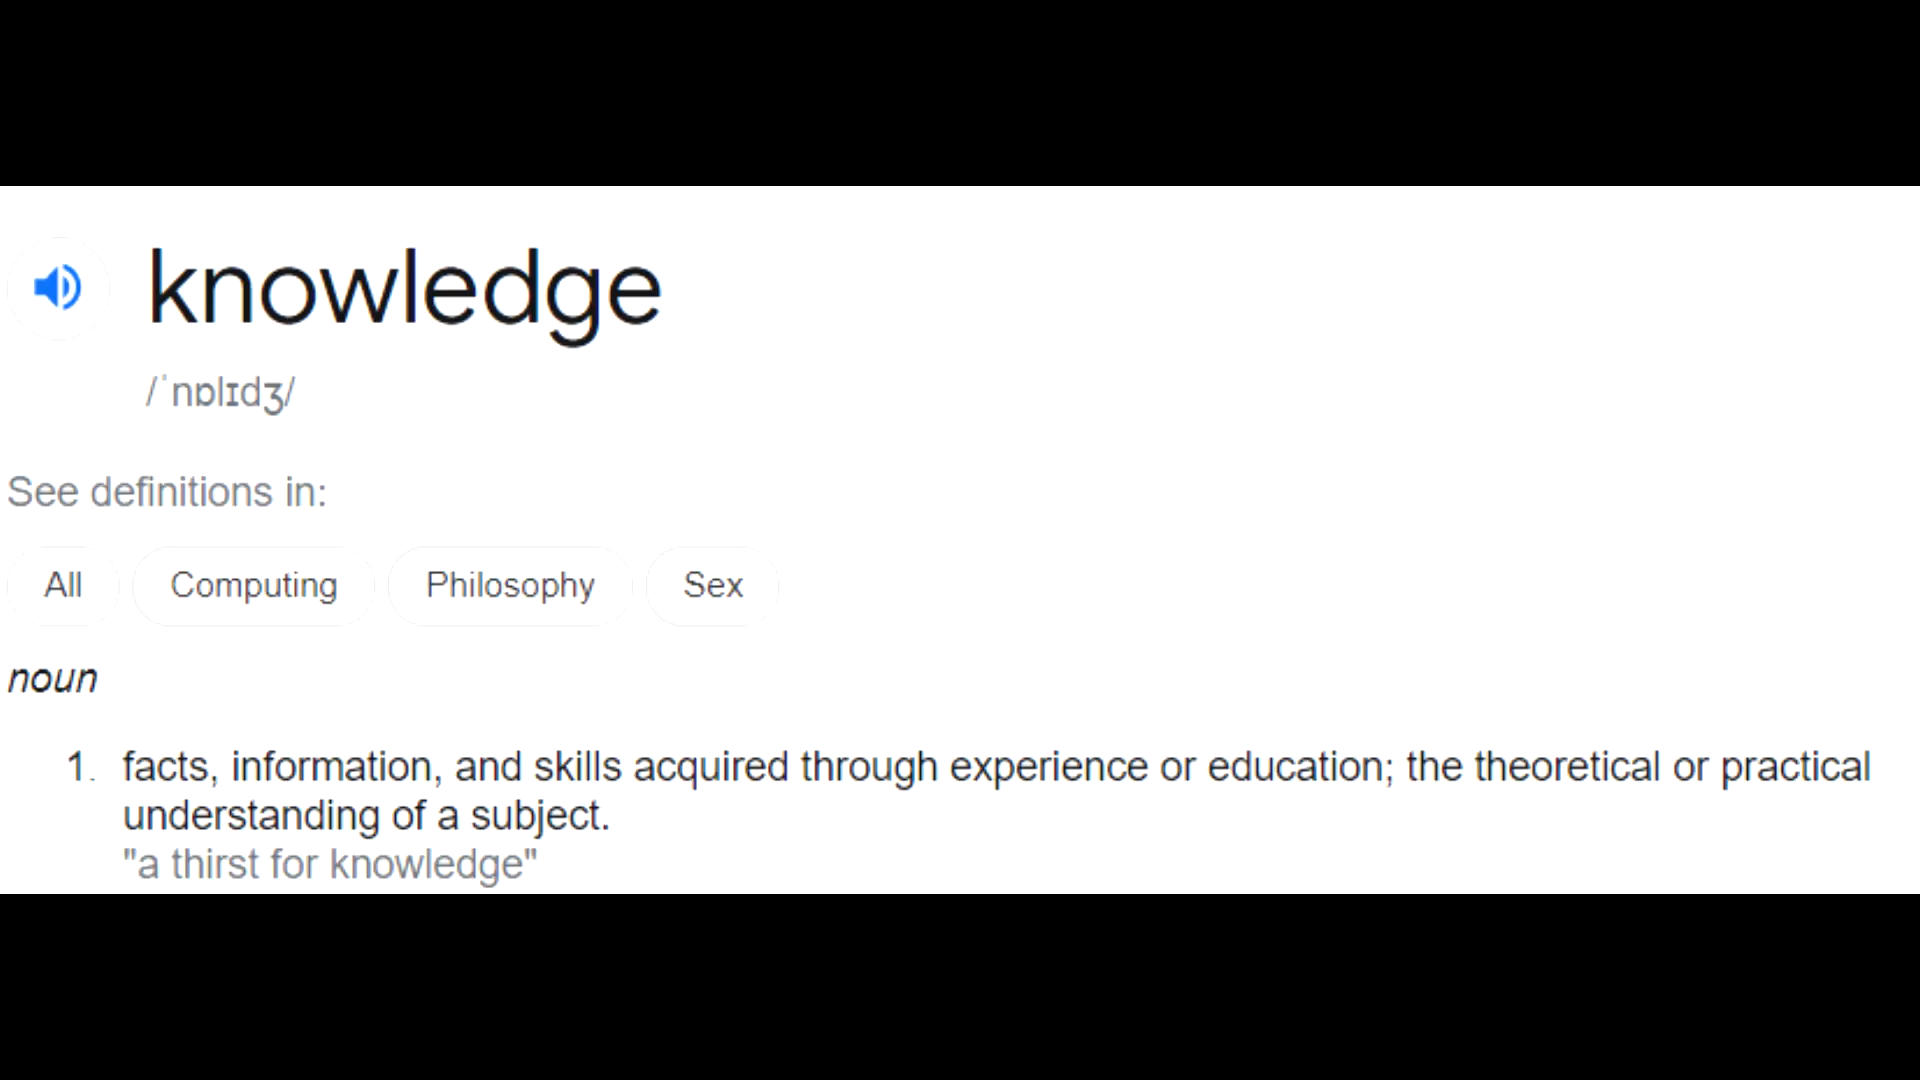 knowledge
/ˈnɒlɪdʒ/
See definitions in:
All Computing Philosophy Sex
noun
1. facts, information, and skills acquired through experience or education; the theoretical or practical
understanding of a subject.
"a thirst for knowledge"